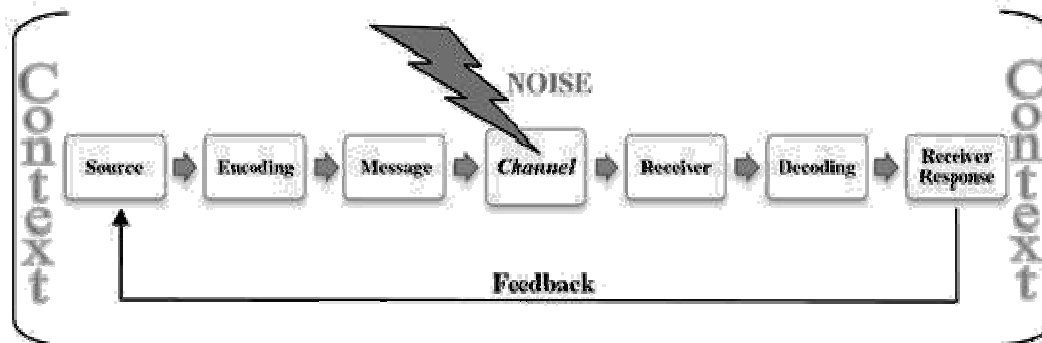 Context
NOISE
Source
Encoding
Message
Channel
Receiver
Decoding
Receiver
Response
Context
Feedback